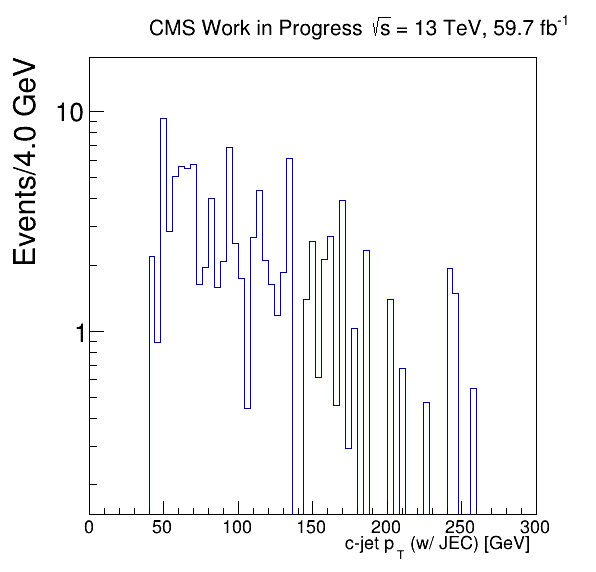 CMS Work in Progress √s = 13 TeV, 59.7 fb⁻¹
Events/4.0 GeV
10
1
0 50 100 150 200 250 300
c-jet p_T (w/ JEC) [GeV]